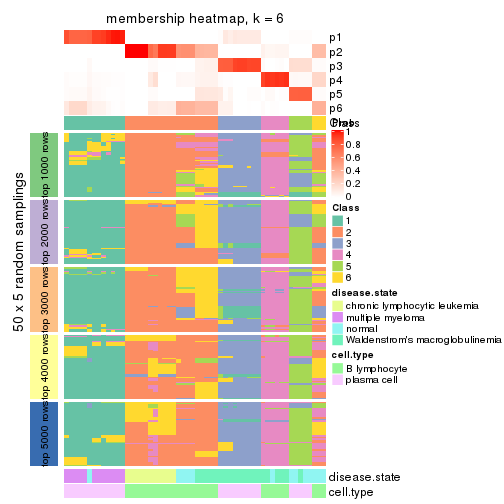 membership heatmap, k = 6
p1
p2
p3
p4
p5
p6
Class
Prob
1
0.8
0.6
0.4
0.2
0
Class
1
2
3
4
5
6
disease.state
chronic lymphocytic leukemia
multiple myeloma
normal
Waldenstrom's macroglobulinemia
cell.type
B lymphocyte
plasma cell
50 x 5 random samplings
top 1000 rows
top 2000 rows
top 3000 rows
top 4000 rows
top 5000 rows
disease.state
cell.type